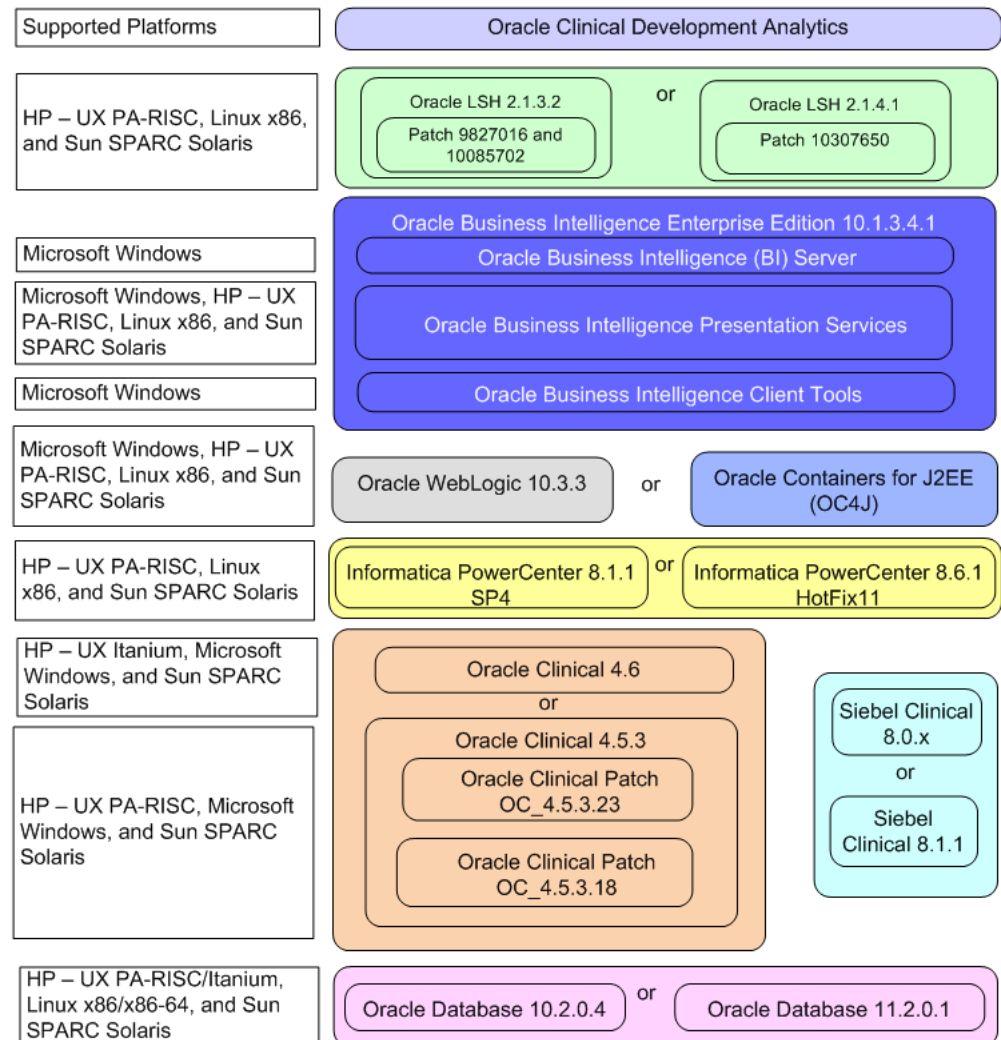 Supported Platforms
Oracle Clinical Development Analytics
HP – UX PA-RISC, Linux x86,
and Sun SPARC Solaris
Oracle LSH 2.1.3.2
Patch 9827016 and
10085702
or
Oracle LSH 2.1.4.1
Patch 10307650
Oracle Business Intelligence Enterprise Edition 10.1.3.4.1
Microsoft Windows
Oracle Business Intelligence (BI) Server
Microsoft Windows, HP – UX
PA-RISC, Linux x86, and Sun
SPARC Solaris
Oracle Business Intelligence Presentation Services
Microsoft Windows
Oracle Business Intelligence Client Tools
Microsoft Windows, HP – UX
PA-RISC, Linux x86, and Sun
SPARC Solaris
Oracle WebLogic 10.3.3
or
Oracle Containers for J2EE
(OC4J)
HP – UX PA-RISC, Linux
x86, and Sun SPARC Solaris
Informatica PowerCenter 8.1.1
SP4
or
Informatica PowerCenter 8.6.1
HotFix11
HP – UX Itanium, Microsoft
Windows, and Sun SPARC
Solaris
Oracle Clinical 4.6
or
HP – UX PA-RISC, Microsoft
Windows, and Sun SPARC
Solaris
Oracle Clinical 4.5.3
Oracle Clinical Patch
OC_4.5.3.23
Oracle Clinical Patch
OC_4.5.3.18
Siebel Clinical
8.0.x
or
Siebel
Clinical 8.1.1
HP – UX PA-RISC/Itanium,
Linux x86/x86-64, and Sun
SPARC Solaris
Oracle Database 10.2.0.4
or
Oracle Database 11.2.0.1